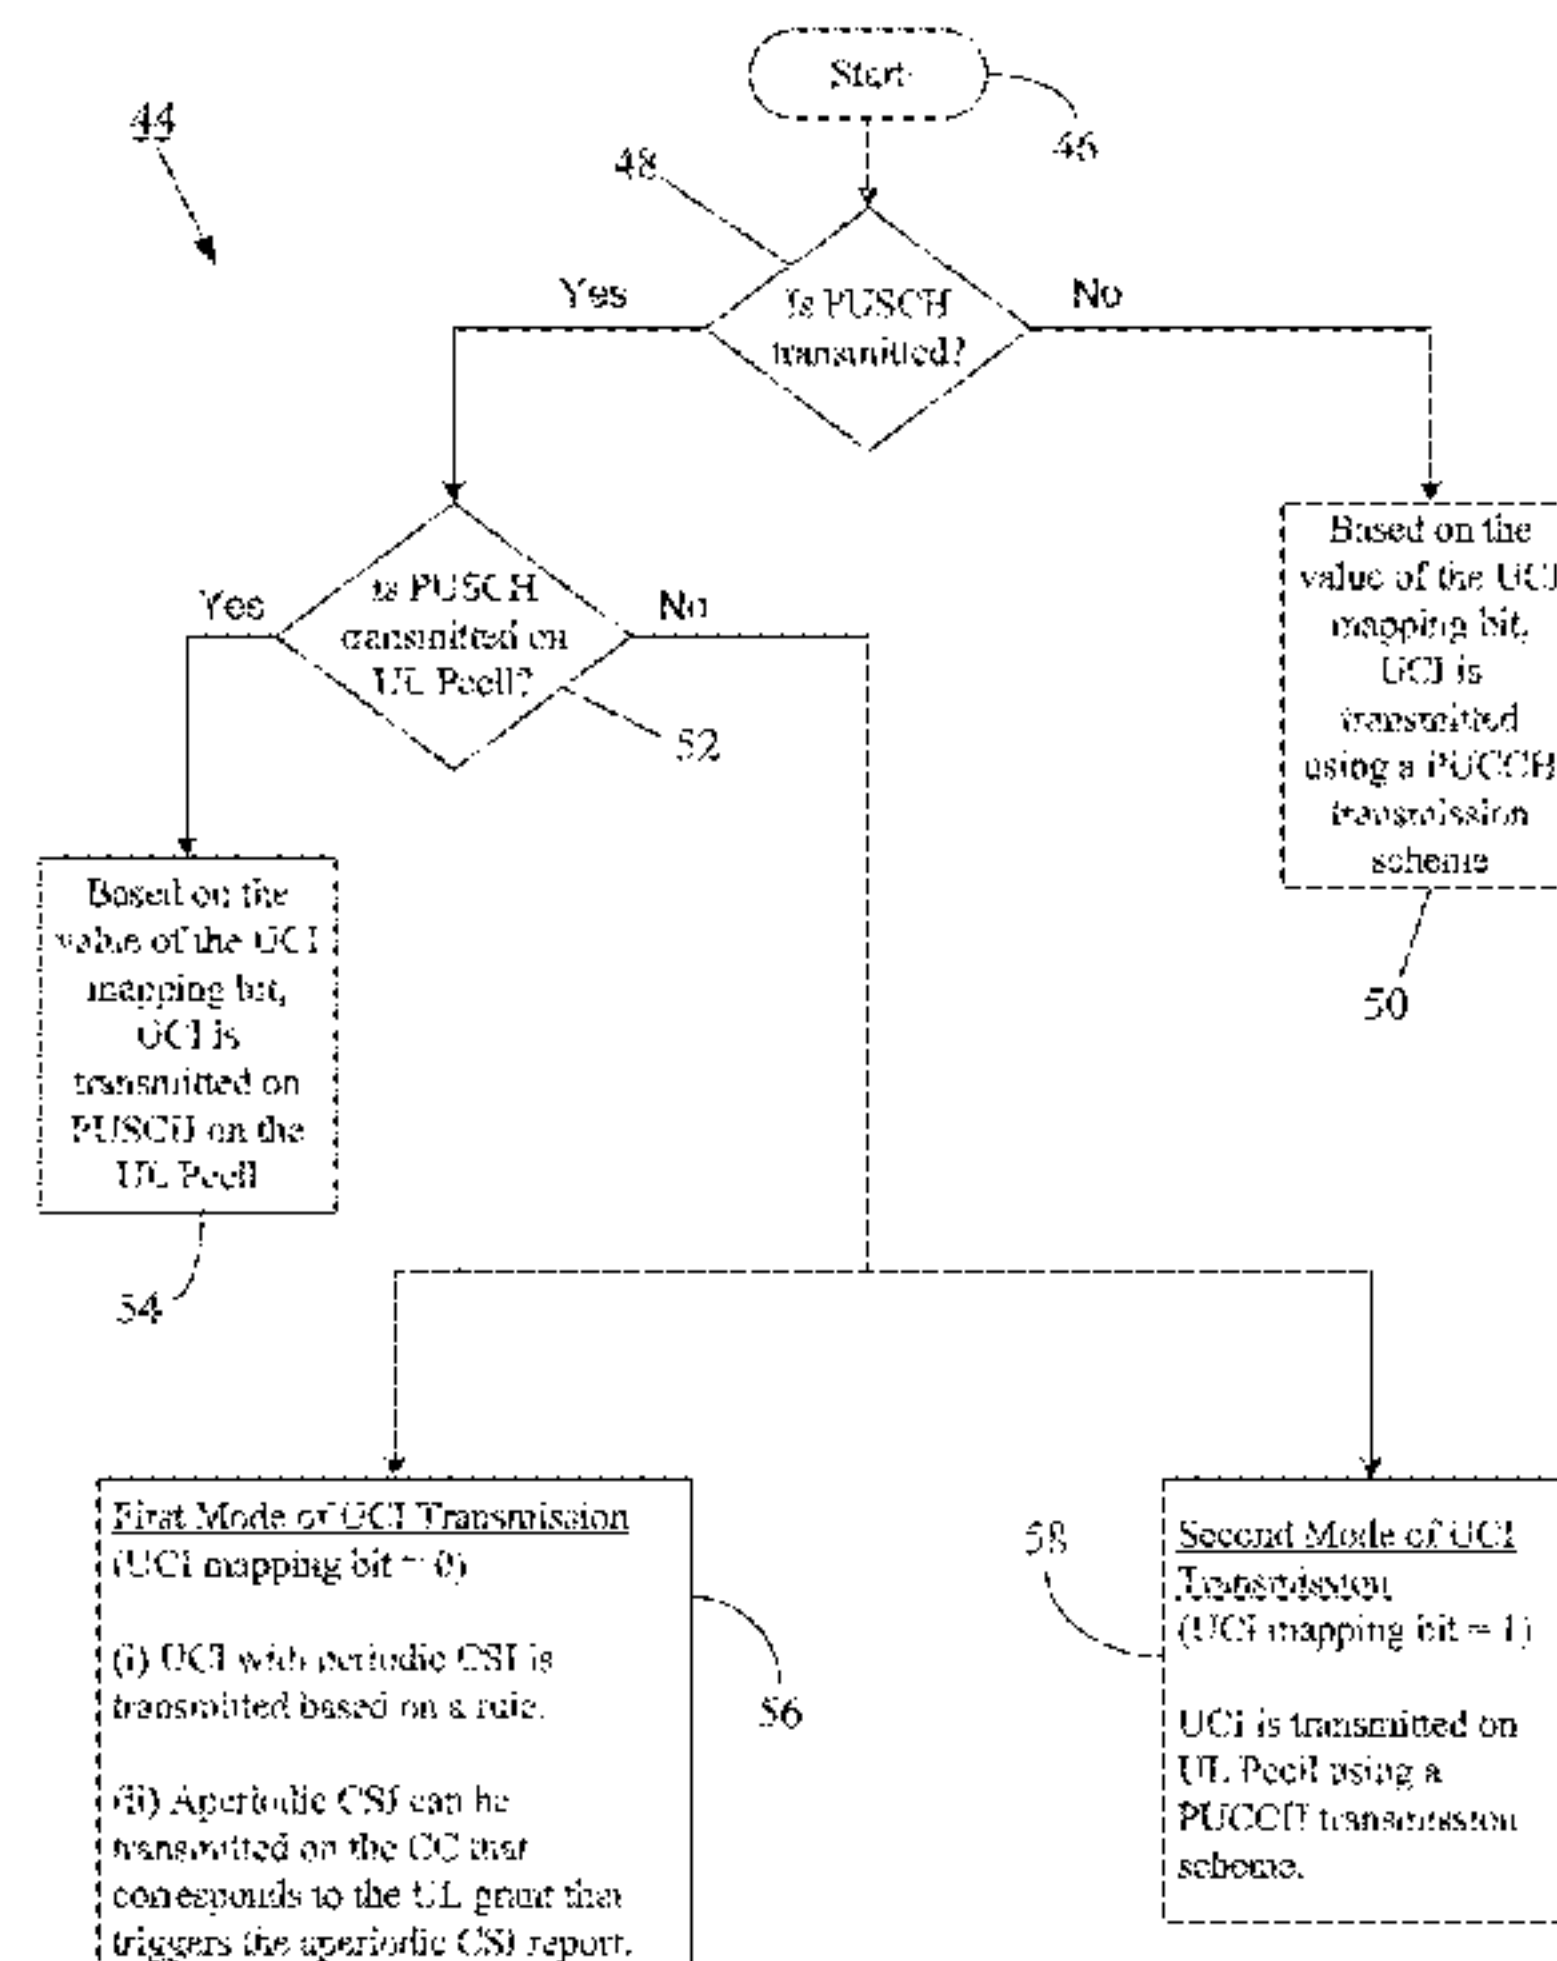 Start
44
46
48
Yes
No
Is PUSCH
transmitted?
Based on the
value of the UCI
mapping bit,
UCI is
transmitted
using a PUCCH
transmission
scheme
50
Is PUSCH
transmitted on
UL Pcell?
Yes
No
52
Based on the
value of the UCI
mapping bit,
UCI is
transmitted on
PUSCH on the
UL Pcell
54
First Mode of UCI Transmission
(UCI mapping bit = 0)
(i) UCI with periodic CSI is
transmitted based on a rule.
(ii) Aperiodic CSI can be
transmitted on the CC that
corresponds to the UL grant that
triggers the aperiodic CSI report.
56
58
Second Mode of UCI
Transmission
(UCI mapping bit = 1)
UCI is transmitted on
UL Pcell using a
PUCCH transmission
scheme.